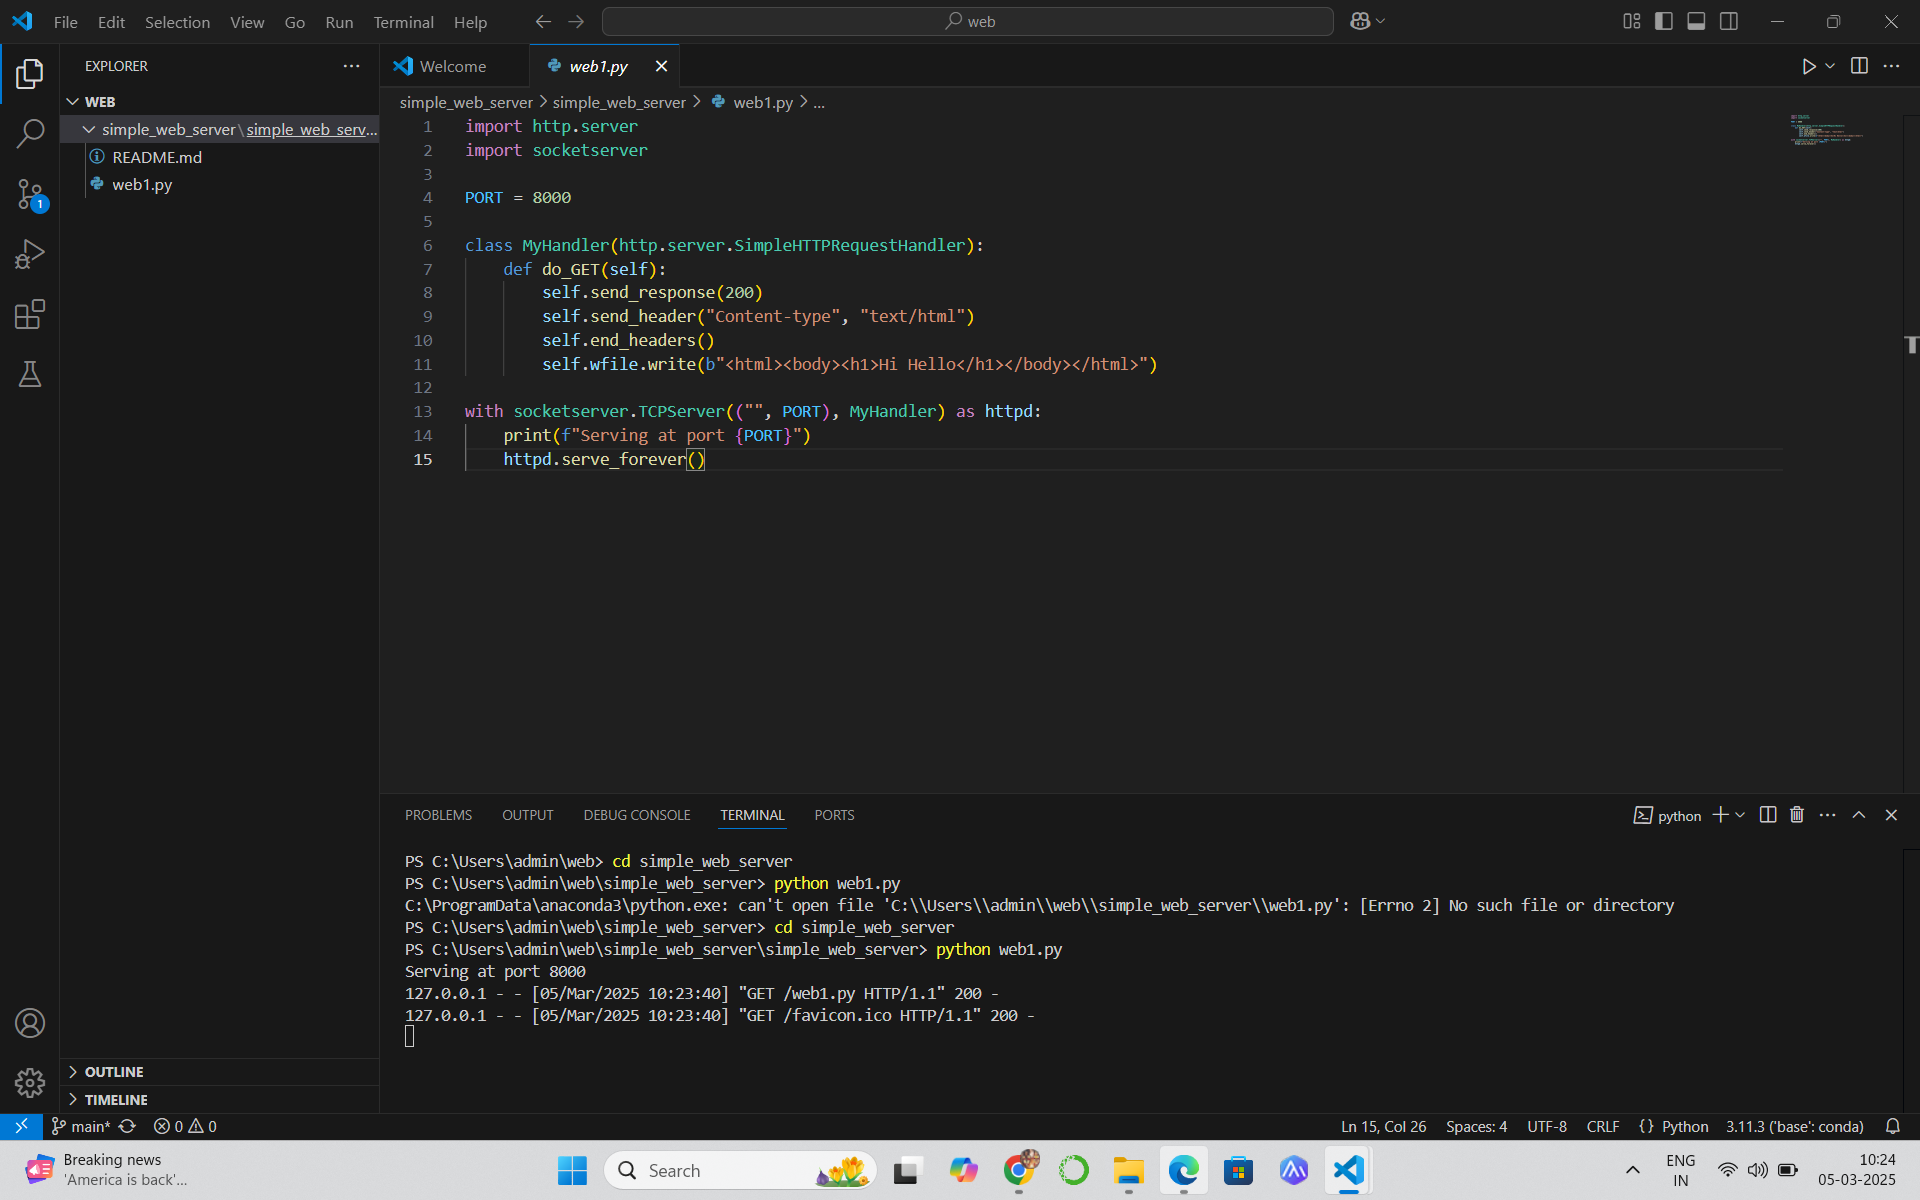 File Edit Selection View Go Run Terminal Help
web
EXPLORER
Welcome
web1.py
WEB
simple_web_server\simple_web_serv...
README.md
web1.py
1
simple_web_server > simple_web_server > web1.py > ...
1 import http.server
2 import socketserver
3
4 PORT = 8000
5
6 class MyHandler(http.server.SimpleHTTPRequestHandler):
7 def do_GET(self):
8 self.send_response(200)
9 self.send_header("Content-type", "text/html")
10 self.end_headers()
11 self.wfile.write(b"<html><body><h1>Hi Hello</h1></body></html>")
12
13 with socketserver.TCPServer(("", PORT), MyHandler) as httpd:
14 print(f"Serving at port {PORT}")
15 httpd.serve_forever()
PROBLEMS OUTPUT DEBUG CONSOLE TERMINAL PORTS
python
PS C:\Users\admin\web> cd simple_web_server
PS C:\Users\admin\web\simple_web_server> python web1.py
C:\ProgramData\anaconda3\python.exe: can't open file 'C:\\Users\\admin\\web\\simple_web_server\\web1.py': [Errno 2] No such file or directory
PS C:\Users\admin\web\simple_web_server> cd simple_web_server
PS C:\Users\admin\web\simple_web_server\simple_web_server> python web1.py
Serving at port 8000
127.0.0.1 - - [05/Mar/2025 10:23:40] "GET /web1.py HTTP/1.1" 200 -
127.0.0.1 - - [05/Mar/2025 10:23:40] "GET /favicon.ico HTTP/1.1" 200 -
OUTLINE
TIMELINE
main* 0 0
Ln 15, Col 26 Spaces: 4 UTF-8 CRLF {} Python 3.11.3 ('base': conda)
Breaking news
'America is back'...
Search
ENG
IN
10:24
05-03-2025